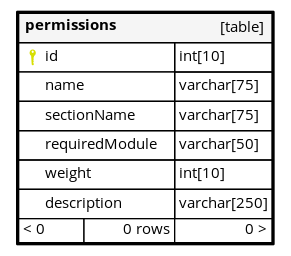 permissions [table]
id int[10]
name varchar[75]
sectionName varchar[75]
requiredModule varchar[50]
weight int[10]
description varchar[250]
< 0 0 rows 0 >